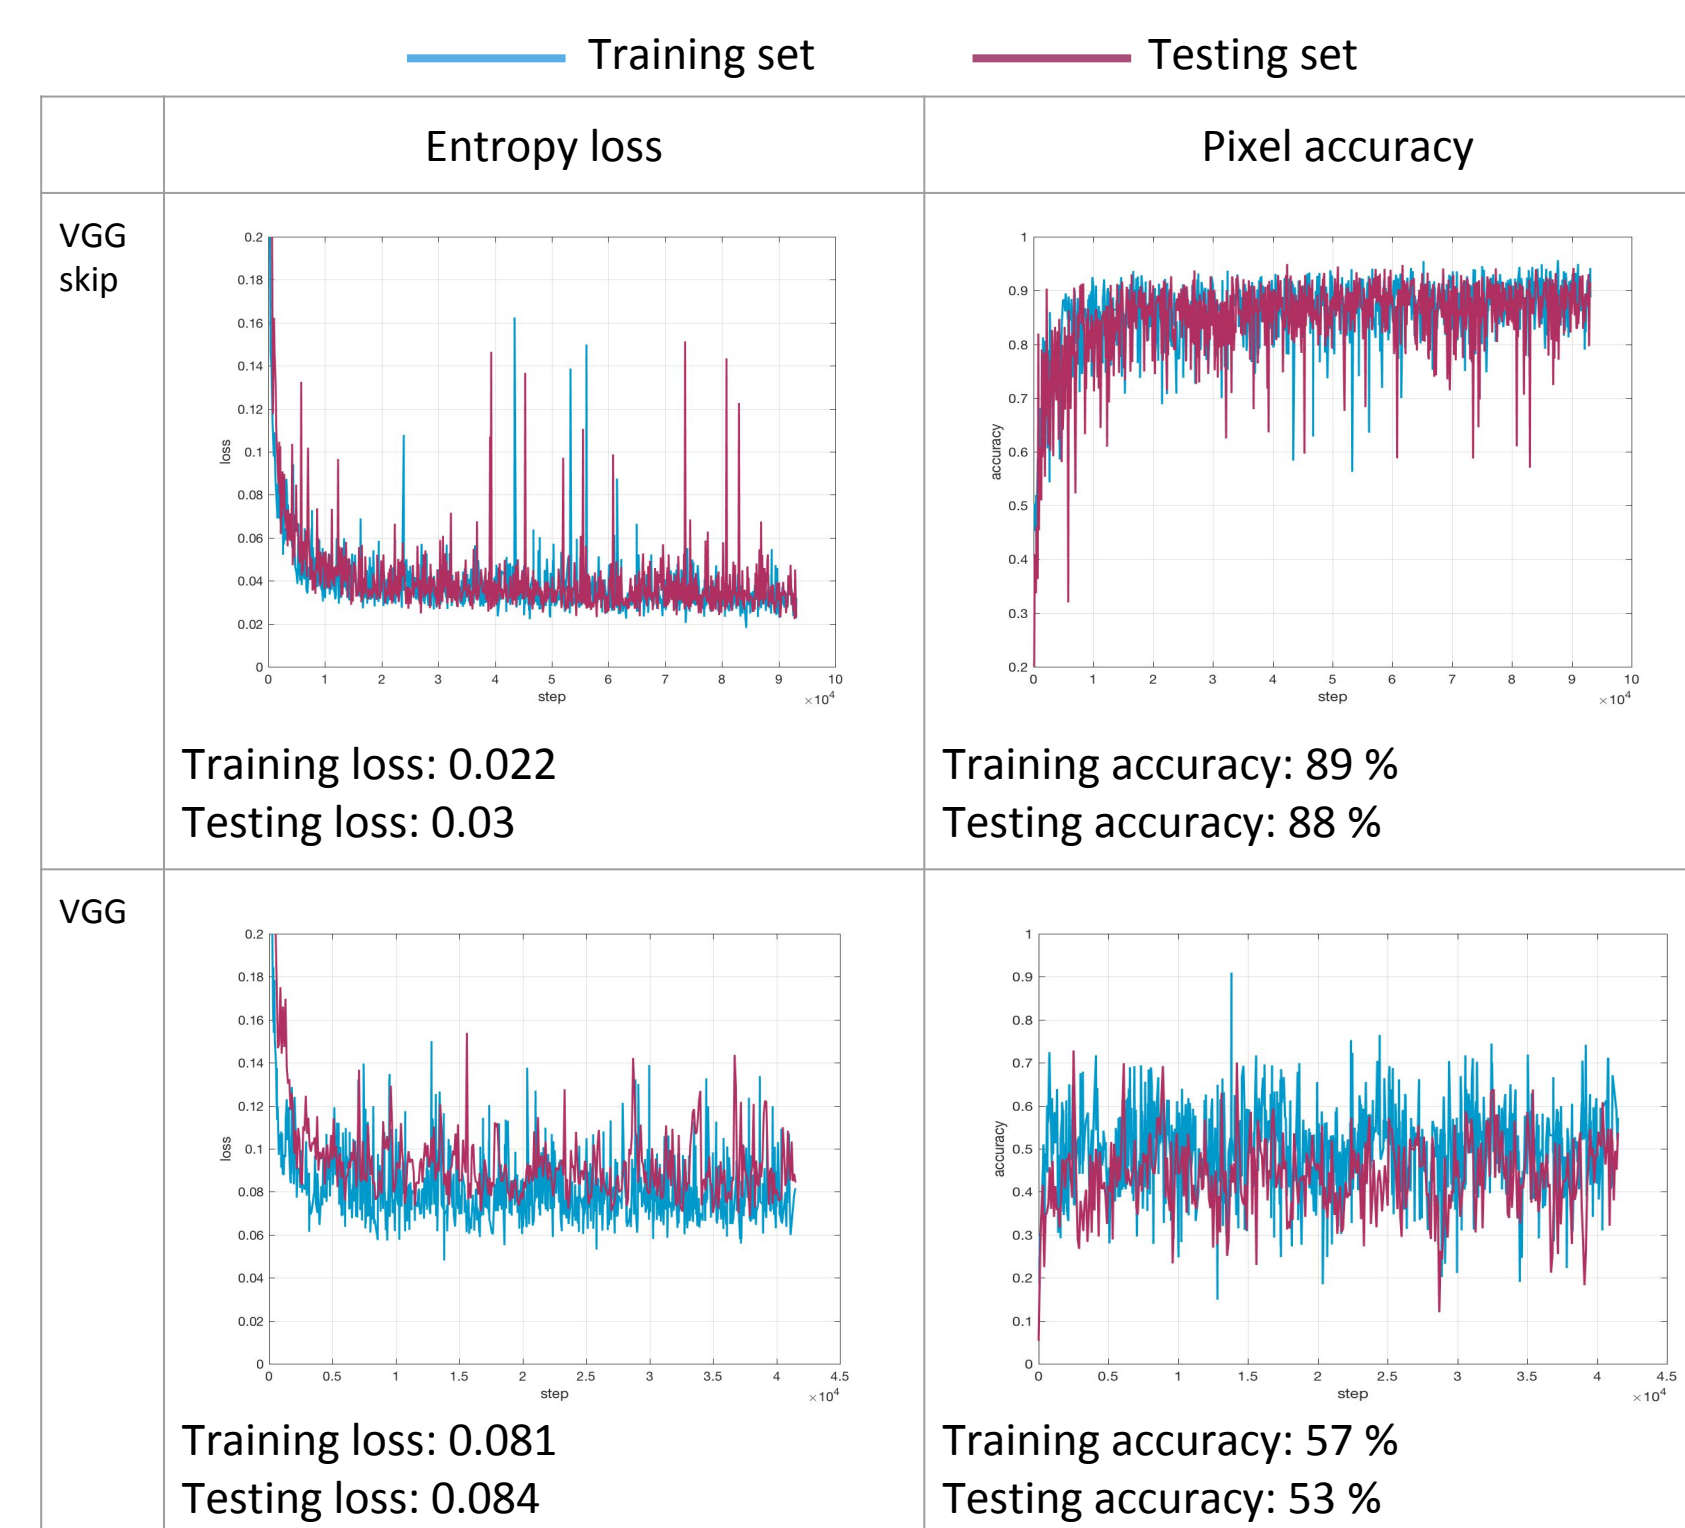 Training set
Testing set
Entropy loss
Pixel accuracy
VGG
skip
0.2
0.18
0.16
0.14
0.12
0.1
0.08
0.06
0.04
0.02
0
loss
0 1 2 3 4 5 6 7 8 9 10
step
×10⁴
1
0.9
0.8
0.7
0.6
0.5
0.4
0.3
0.2
accuracy
0 1 2 3 4 5 6 7 8 9 10
step
×10⁴
Training loss: 0.022
Testing loss: 0.03
Training accuracy: 89 %
Testing accuracy: 88 %
VGG
0.2
0.18
0.16
0.14
0.12
0.1
0.08
0.06
0.04
0.02
0
loss
0 0.5 1 1.5 2 2.5 3 3.5 4 4.5
step
×10⁴
1
0.9
0.8
0.7
0.6
0.5
0.4
0.3
0.2
0.1
0
accuracy
0 0.5 1 1.5 2 2.5 3 3.5 4 4.5
step
×10⁴
Training loss: 0.081
Testing loss: 0.084
Training accuracy: 57 %
Testing accuracy: 53 %